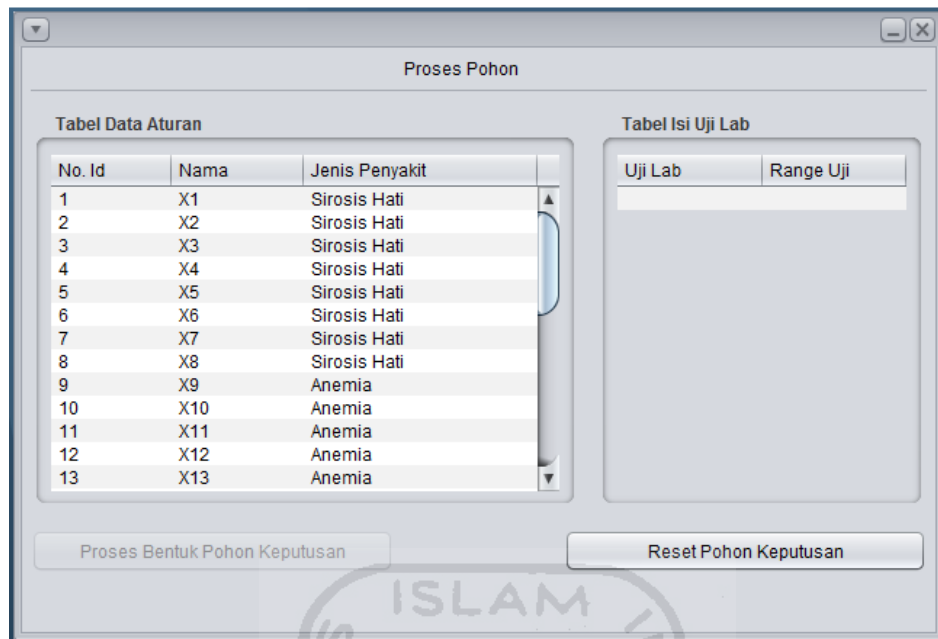 Proses Pohon
Tabel Data Aturan
No. Id Nama Jenis Penyakit
1 X1 Sirosis Hati
2 X2 Sirosis Hati
3 X3 Sirosis Hati
4 X4 Sirosis Hati
5 X5 Sirosis Hati
6 X6 Sirosis Hati
7 X7 Sirosis Hati
8 X8 Sirosis Hati
9 X9 Anemia
10 X10 Anemia
11 X11 Anemia
12 X12 Anemia
13 X13 Anemia
Tabel Isi Uji Lab
Uji Lab Range Uji
Proses Bentuk Pohon Keputusan
Reset Pohon Keputusan
ISLAM